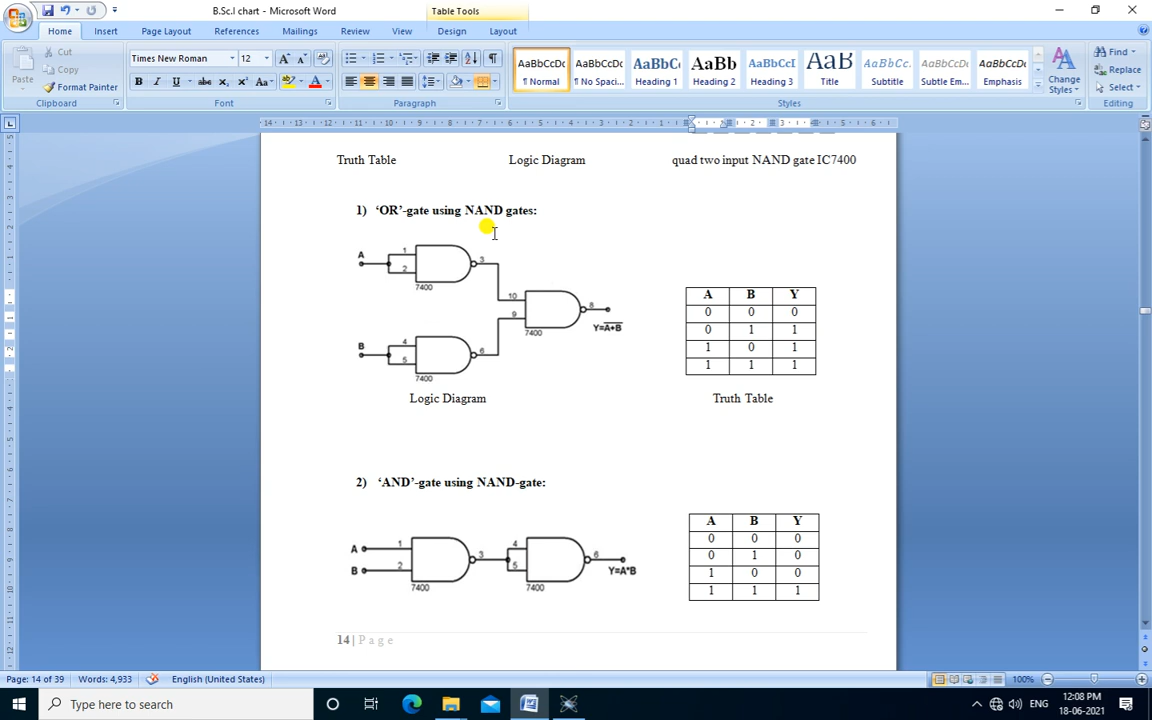 B.Sc.I chart - Microsoft Word
Table Tools
Home Insert Page Layout References Mailings Review View Design Layout
Paste
Cut
Copy
Format Painter
Clipboard
Times New Roman 12
Font
Paragraph
AaBbCcDc AaBbCcDc AaBbC AaBbCc AaBbCcI AaB AaBbCc. AaBbCcDc AaBbCcDc
¶ Normal ¶ No Spaci... Heading 1 Heading 2 Heading 3 Title Subtitle Subtle Em... Emphasis
Change Styles
Styles
Find
Replace
Select
Editing
Truth Table Logic Diagram quad two input NAND gate IC7400
1) ‘OR’-gate using NAND gates:
A 1 2 3 7400
10 9 8 7400 Y=A+B
B 4 5 6 7400
A B Y
0 0 0
0 1 1
1 0 1
1 1 1
Logic Diagram Truth Table
2) ‘AND’-gate using NAND-gate:
A 1 3 4 6
B 2 5 Y=A*B
7400 7400
A B Y
0 0 0
0 1 0
1 0 0
1 1 1
14 | Page
Page: 14 of 39 Words: 4,933 English (United States) 100%
Type here to search
ENG
12:08 PM
18-06-2021